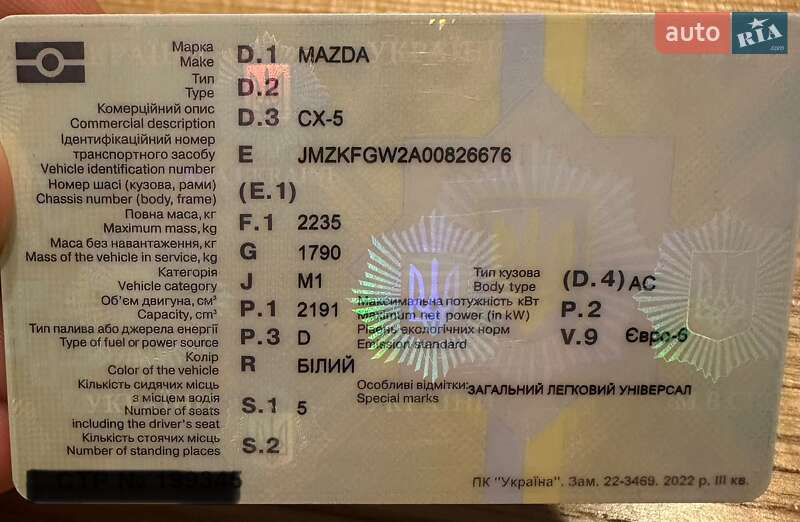 auto RIA.com
Марка
Make D.1 MAZDA
Тип
Type D.2
Комерційний опис
Commercial description D.3 CX-5
Ідентифікаційний номер
транспортного засобу
Vehicle identification number E JMZKFGW2A00826676
Номер шасі (кузова, рами)
Chassis number (body, frame) (E.1)
Повна маса, кг
Maximum mass, kg F.1 2235
Маса без навантаження, кг
Mass of the vehicle in service, kg G 1790
Категорія
Vehicle category J M1
Тип кузова
Body type (D.4) AC
Об'єм двигуна, см³
Capacity, cm³ P.1 2191
Максимальна потужність кВт
Maximum net power (in kW) P.2
Тип палива або джерела енергії
Type of fuel or power source P.3 D
Рівень екологічних норм
Emission standard V.9 Євро-6
Колір
Color of the vehicle R БІЛИЙ
Кількість сидячих місць
з місцем водія
Number of seats
including the driver's seat S.1 5
Особливі відмітки:
Special marks ЗАГАЛЬНИЙ ЛЕГКОВИЙ УНІВЕРСАЛ
Кількість стоячих місць
Number of standing places S.2
ПК "Україна". Зам. 22-3469. 2022 р. III кв.